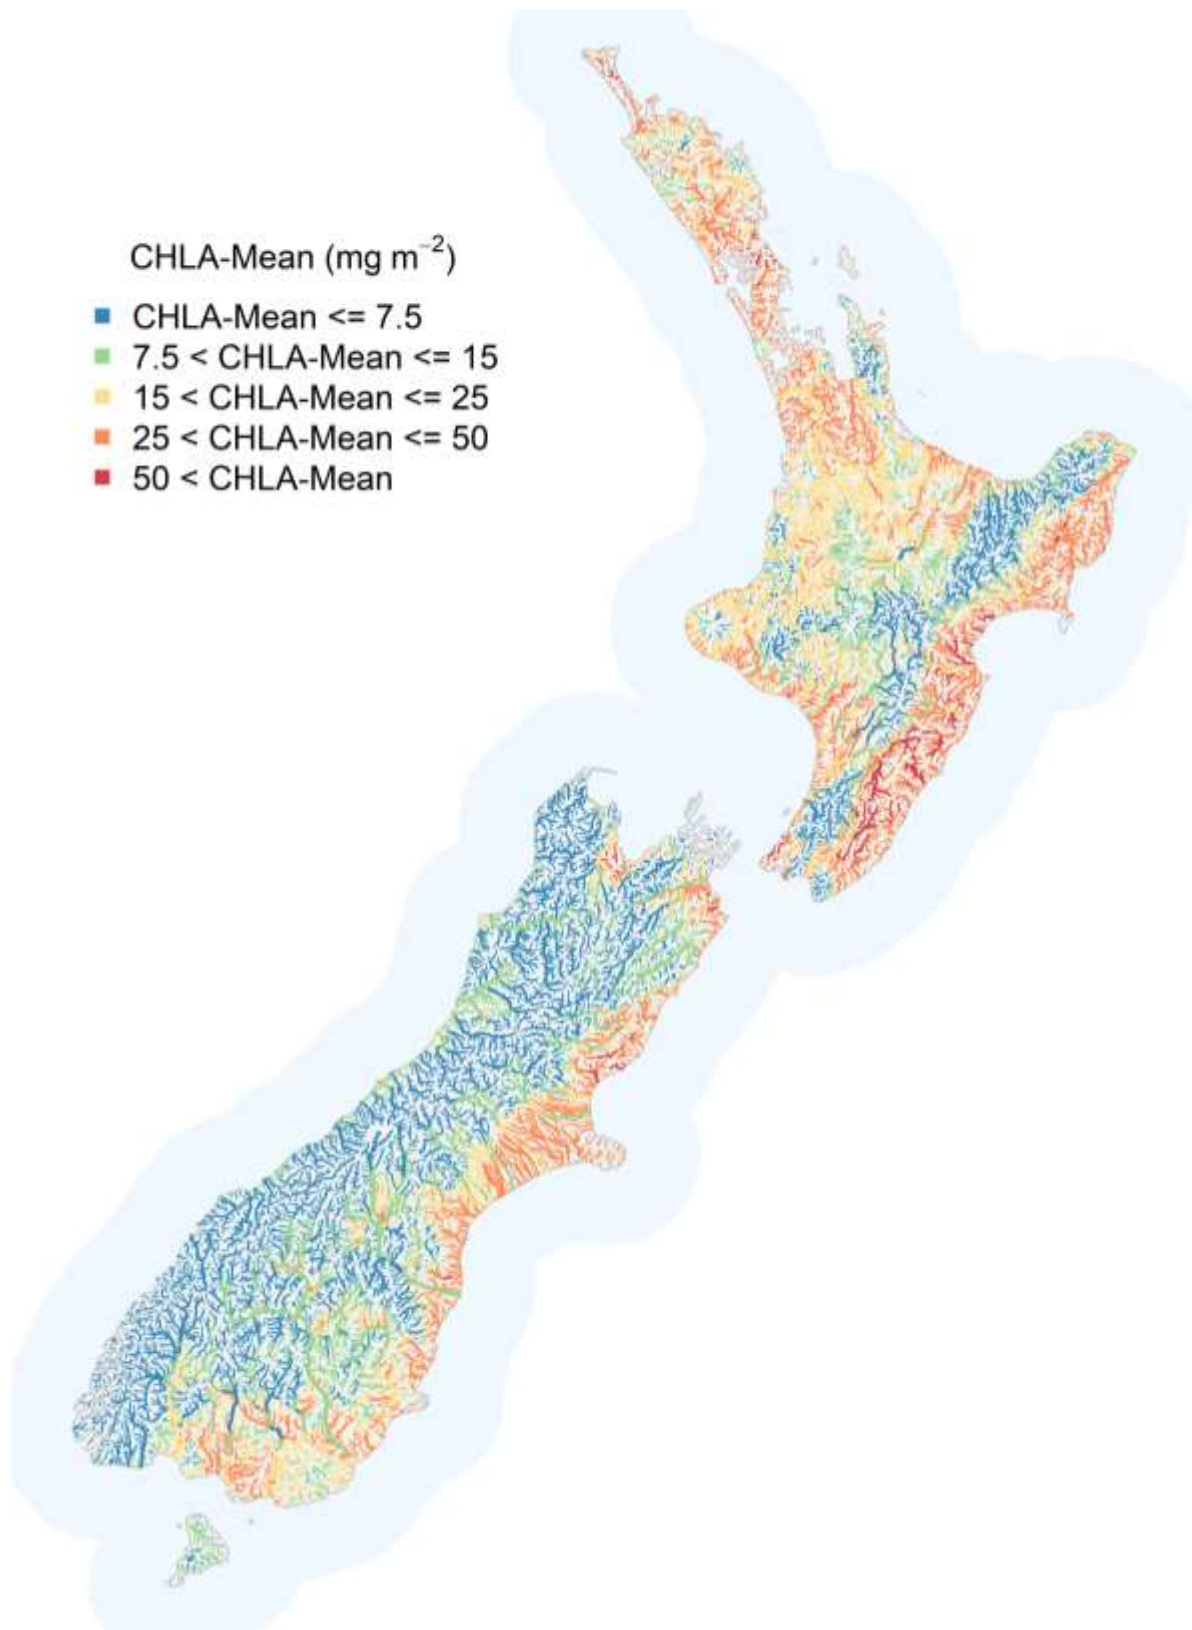 CHLA-Mean (mg m⁻²)
CHLA-Mean <= 7.5
7.5 < CHLA-Mean <= 15
15 < CHLA-Mean <= 25
25 < CHLA-Mean <= 50
50 < CHLA-Mean